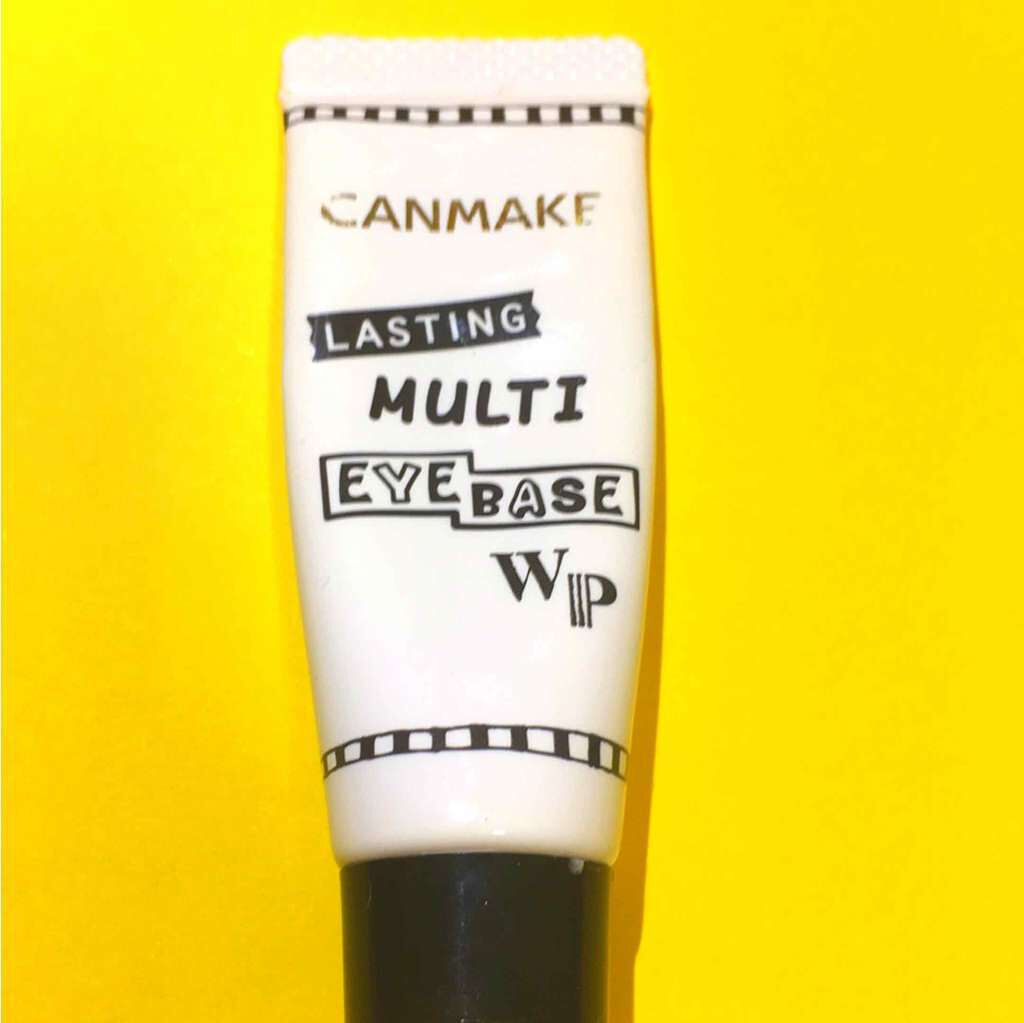 CANMAKE
LASTING
MULTI
EYE BASE
WP